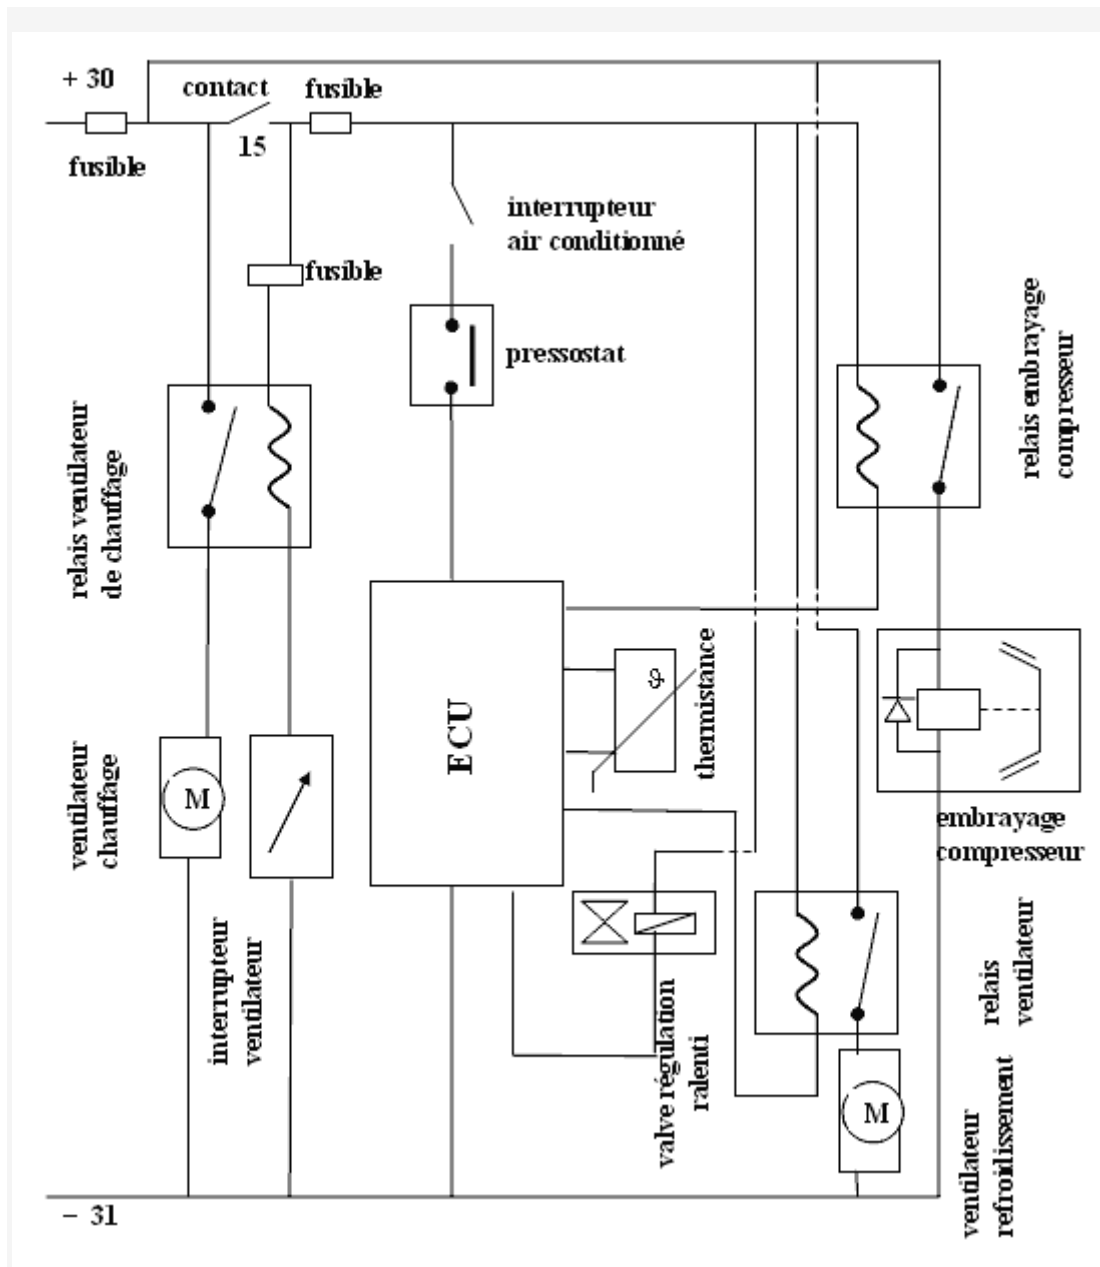 + 30
contact
fusible
15
fusible
interrupteur
air conditionné
fusible
pressostat
relais embrayage
compresseur
relais ventilateur
de chauffage
ECU
ϑ
thermistance
ventilateur
chauffage
M
embrayage
compresseur
interrupteur
ventilateur
valve régulation
ralenti
relais
ventilateur
M
ventilateur
refroidissement
– 31